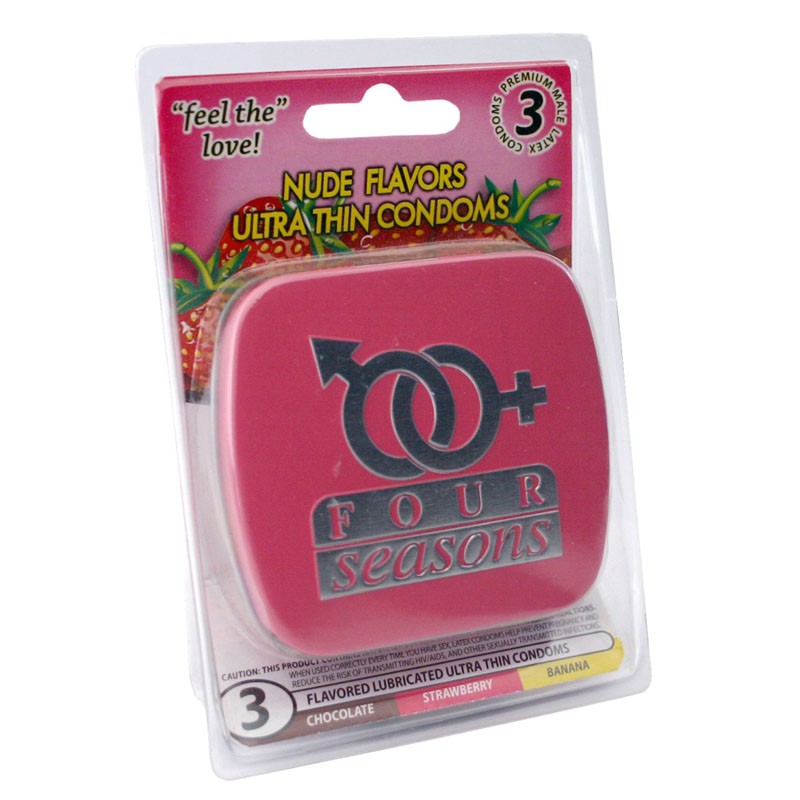 "feel the"
love!
3
PREMIUM MALE LATEX CONDOMS
NUDE FLAVORS
ULTRA THIN CONDOMS
FOUR
seasons
CAUTION: THIS PRODUCT
WHEN USED CORRECTLY EVERY TIME YOU HAVE SEX, LATEX CONDOMS HELP PREVENT PREGNANCY AND
REDUCE THE RISK OF TRANSMITTING HIV/AIDS, AND OTHER SEXUALLY TRANSMITTED INFECTIONS.
3
FLAVORED LUBRICATED ULTRA THIN CONDOMS
CHOCOLATE STRAWBERRY BANANA